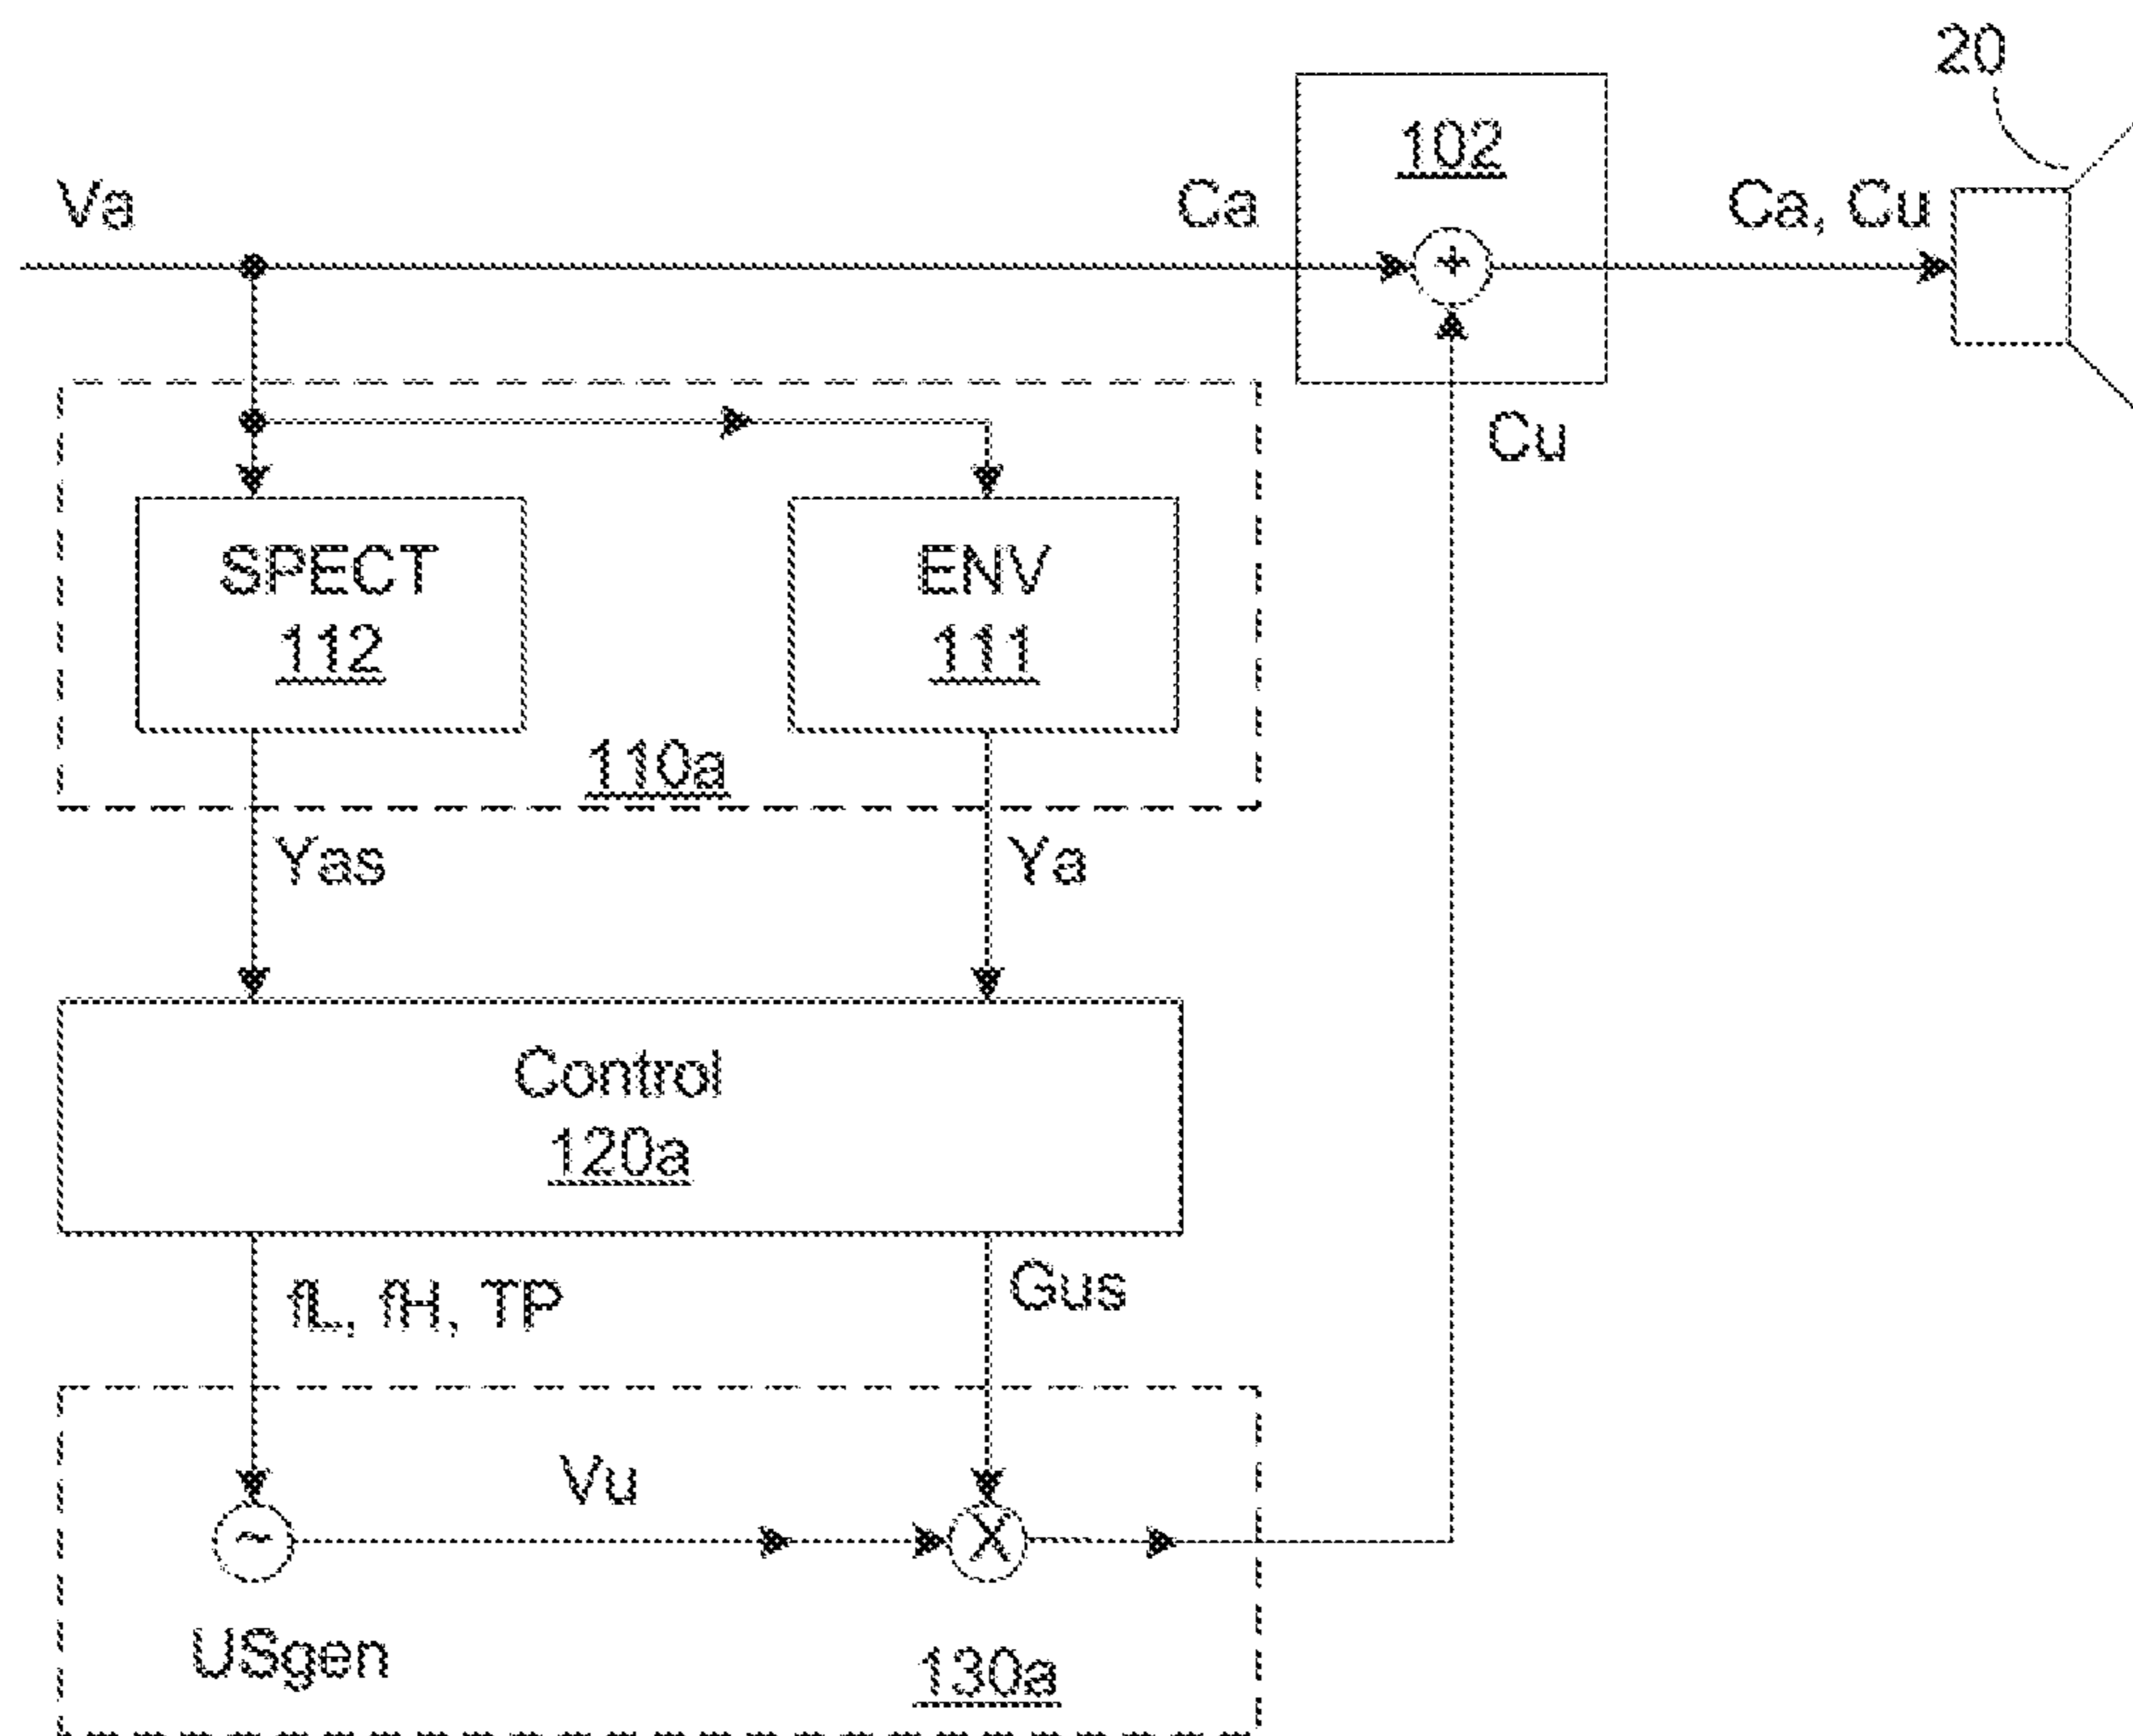 20
102
Va
Ca
Ca, Cu
+
Cu
SPECT
112
ENV
111
110a
Yas
Ya
Control
120a
fL, fH, TP
Gus
Vu
~
X
USgen
130a